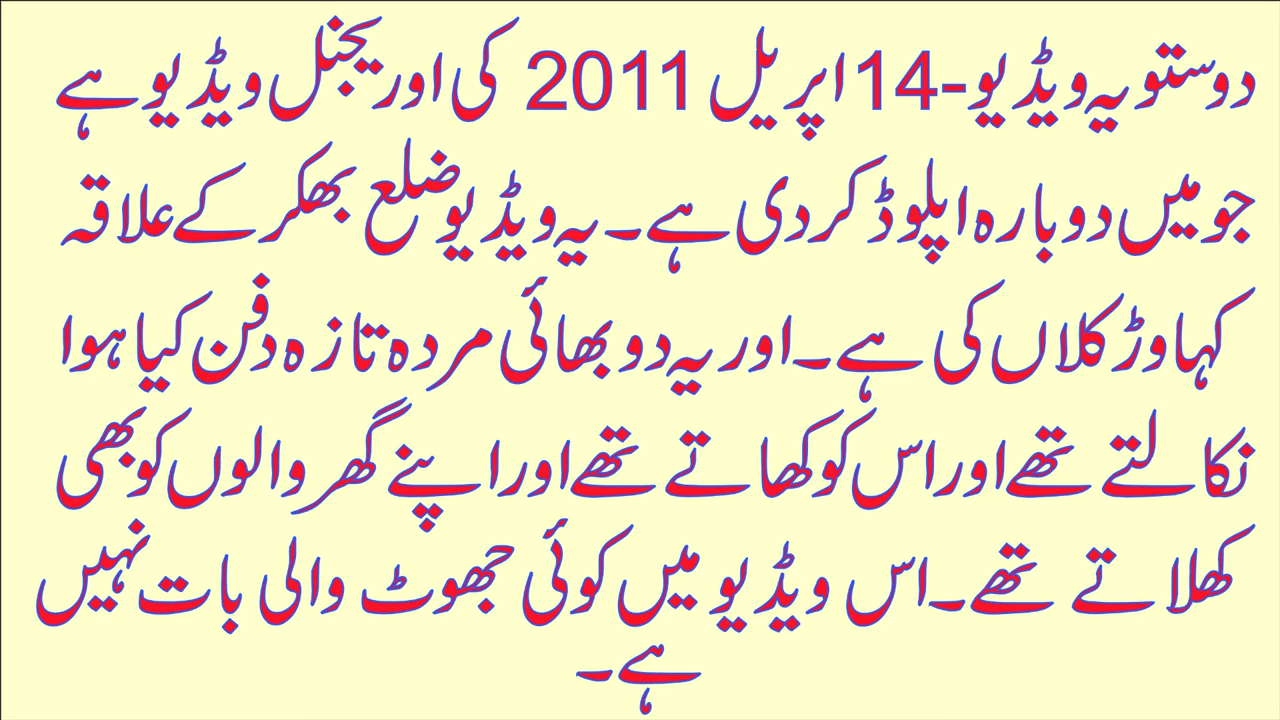 دوستو یہ ویڈیو-14 اپریل 2011 کی اوریجنل ویڈیو ہے
جو میں دوبارہ اپلوڈ کر دی ہے۔ یہ ویڈیو ضلع بھکر کے علاقہ
کہاوڑ کلاں کی ہے۔ اور یہ دو بھائی مردہ تازہ دفن کیا ہوا
نکالتے تھے اور اس کو کھاتے تھے اور اپنے گھر والوں کو بھی
کھلاتے تھے۔ اس ویڈیو میں کوئی جھوٹ والی بات نہیں
ہے۔